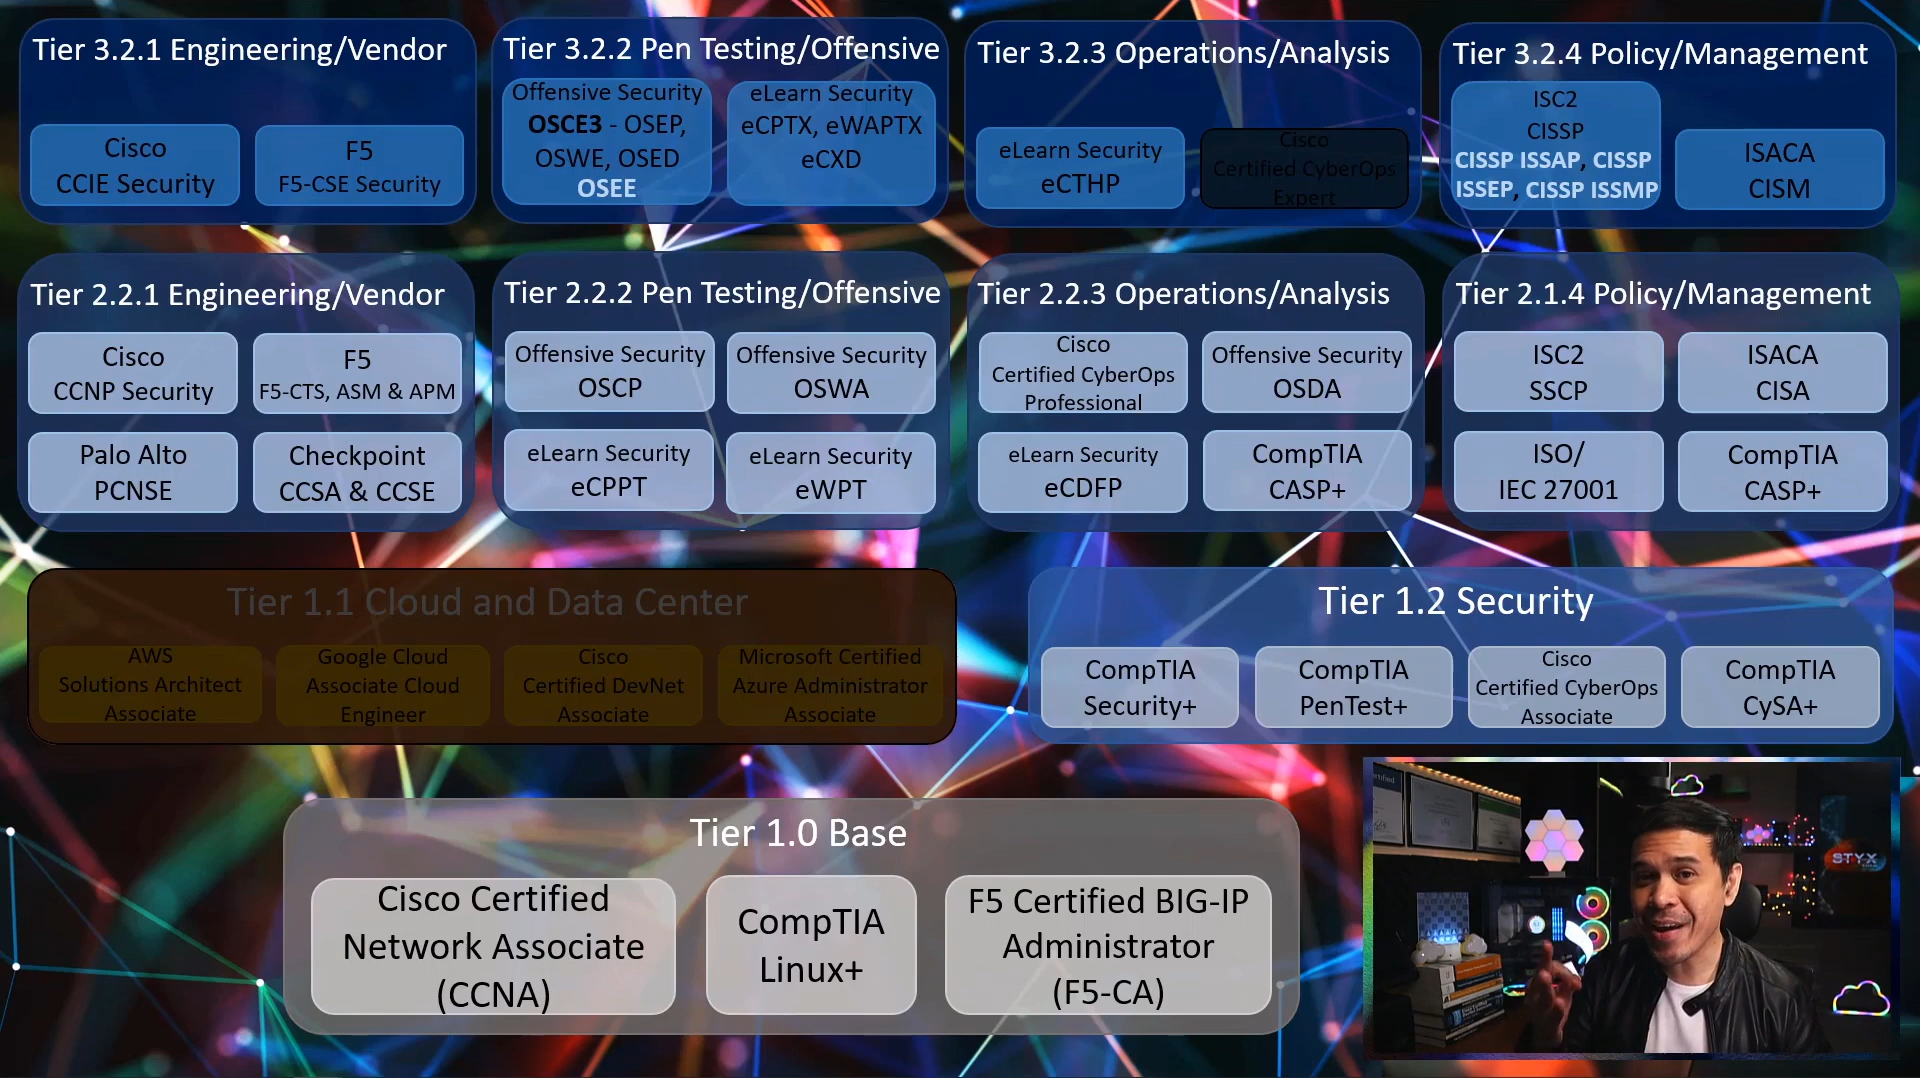 Tier 3.2.1 Engineering/Vendor
Cisco
CCIE Security
F5
F5-CSE Security
Tier 3.2.2 Pen Testing/Offensive
Offensive Security
OSCE3 - OSEP,
OSWE, OSED
OSEE
eLearn Security
eCPTX, eWAPTX
eCXD
Tier 3.2.3 Operations/Analysis
eLearn Security
eCTHP
Cisco
Certified CyberOps
Expert
Tier 3.2.4 Policy/Management
ISC2
CISSP
CISSP ISSAP, CISSP
ISSEP, CISSP ISSMP
ISACA
CISM
Tier 2.2.1 Engineering/Vendor
Cisco
CCNP Security
F5
F5-CTS, ASM & APM
Palo Alto
PCNSE
Checkpoint
CCSA & CCSE
Tier 2.2.2 Pen Testing/Offensive
Offensive Security
OSCP
Offensive Security
OSWA
eLearn Security
eCPPT
eLearn Security
eWPT
Tier 2.2.3 Operations/Analysis
Cisco
Certified CyberOps
Professional
Offensive Security
OSDA
eLearn Security
eCDFP
CompTIA
CASP+
Tier 2.1.4 Policy/Management
ISC2
SSCP
ISACA
CISA
ISO/
IEC 27001
CompTIA
CASP+
Tier 1.1 Cloud and Data Center
AWS
Solutions Architect
Associate
Google Cloud
Associate Cloud
Engineer
Cisco
Certified DevNet
Associate
Microsoft Certified
Azure Administrator
Associate
Tier 1.2 Security
CompTIA
Security+
CompTIA
PenTest+
Cisco
Certified CyberOps
Associate
CompTIA
CySA+
Tier 1.0 Base
Cisco Certified
Network Associate
(CCNA)
CompTIA
Linux+
F5 Certified BIG-IP
Administrator
(F5-CA)
STYX